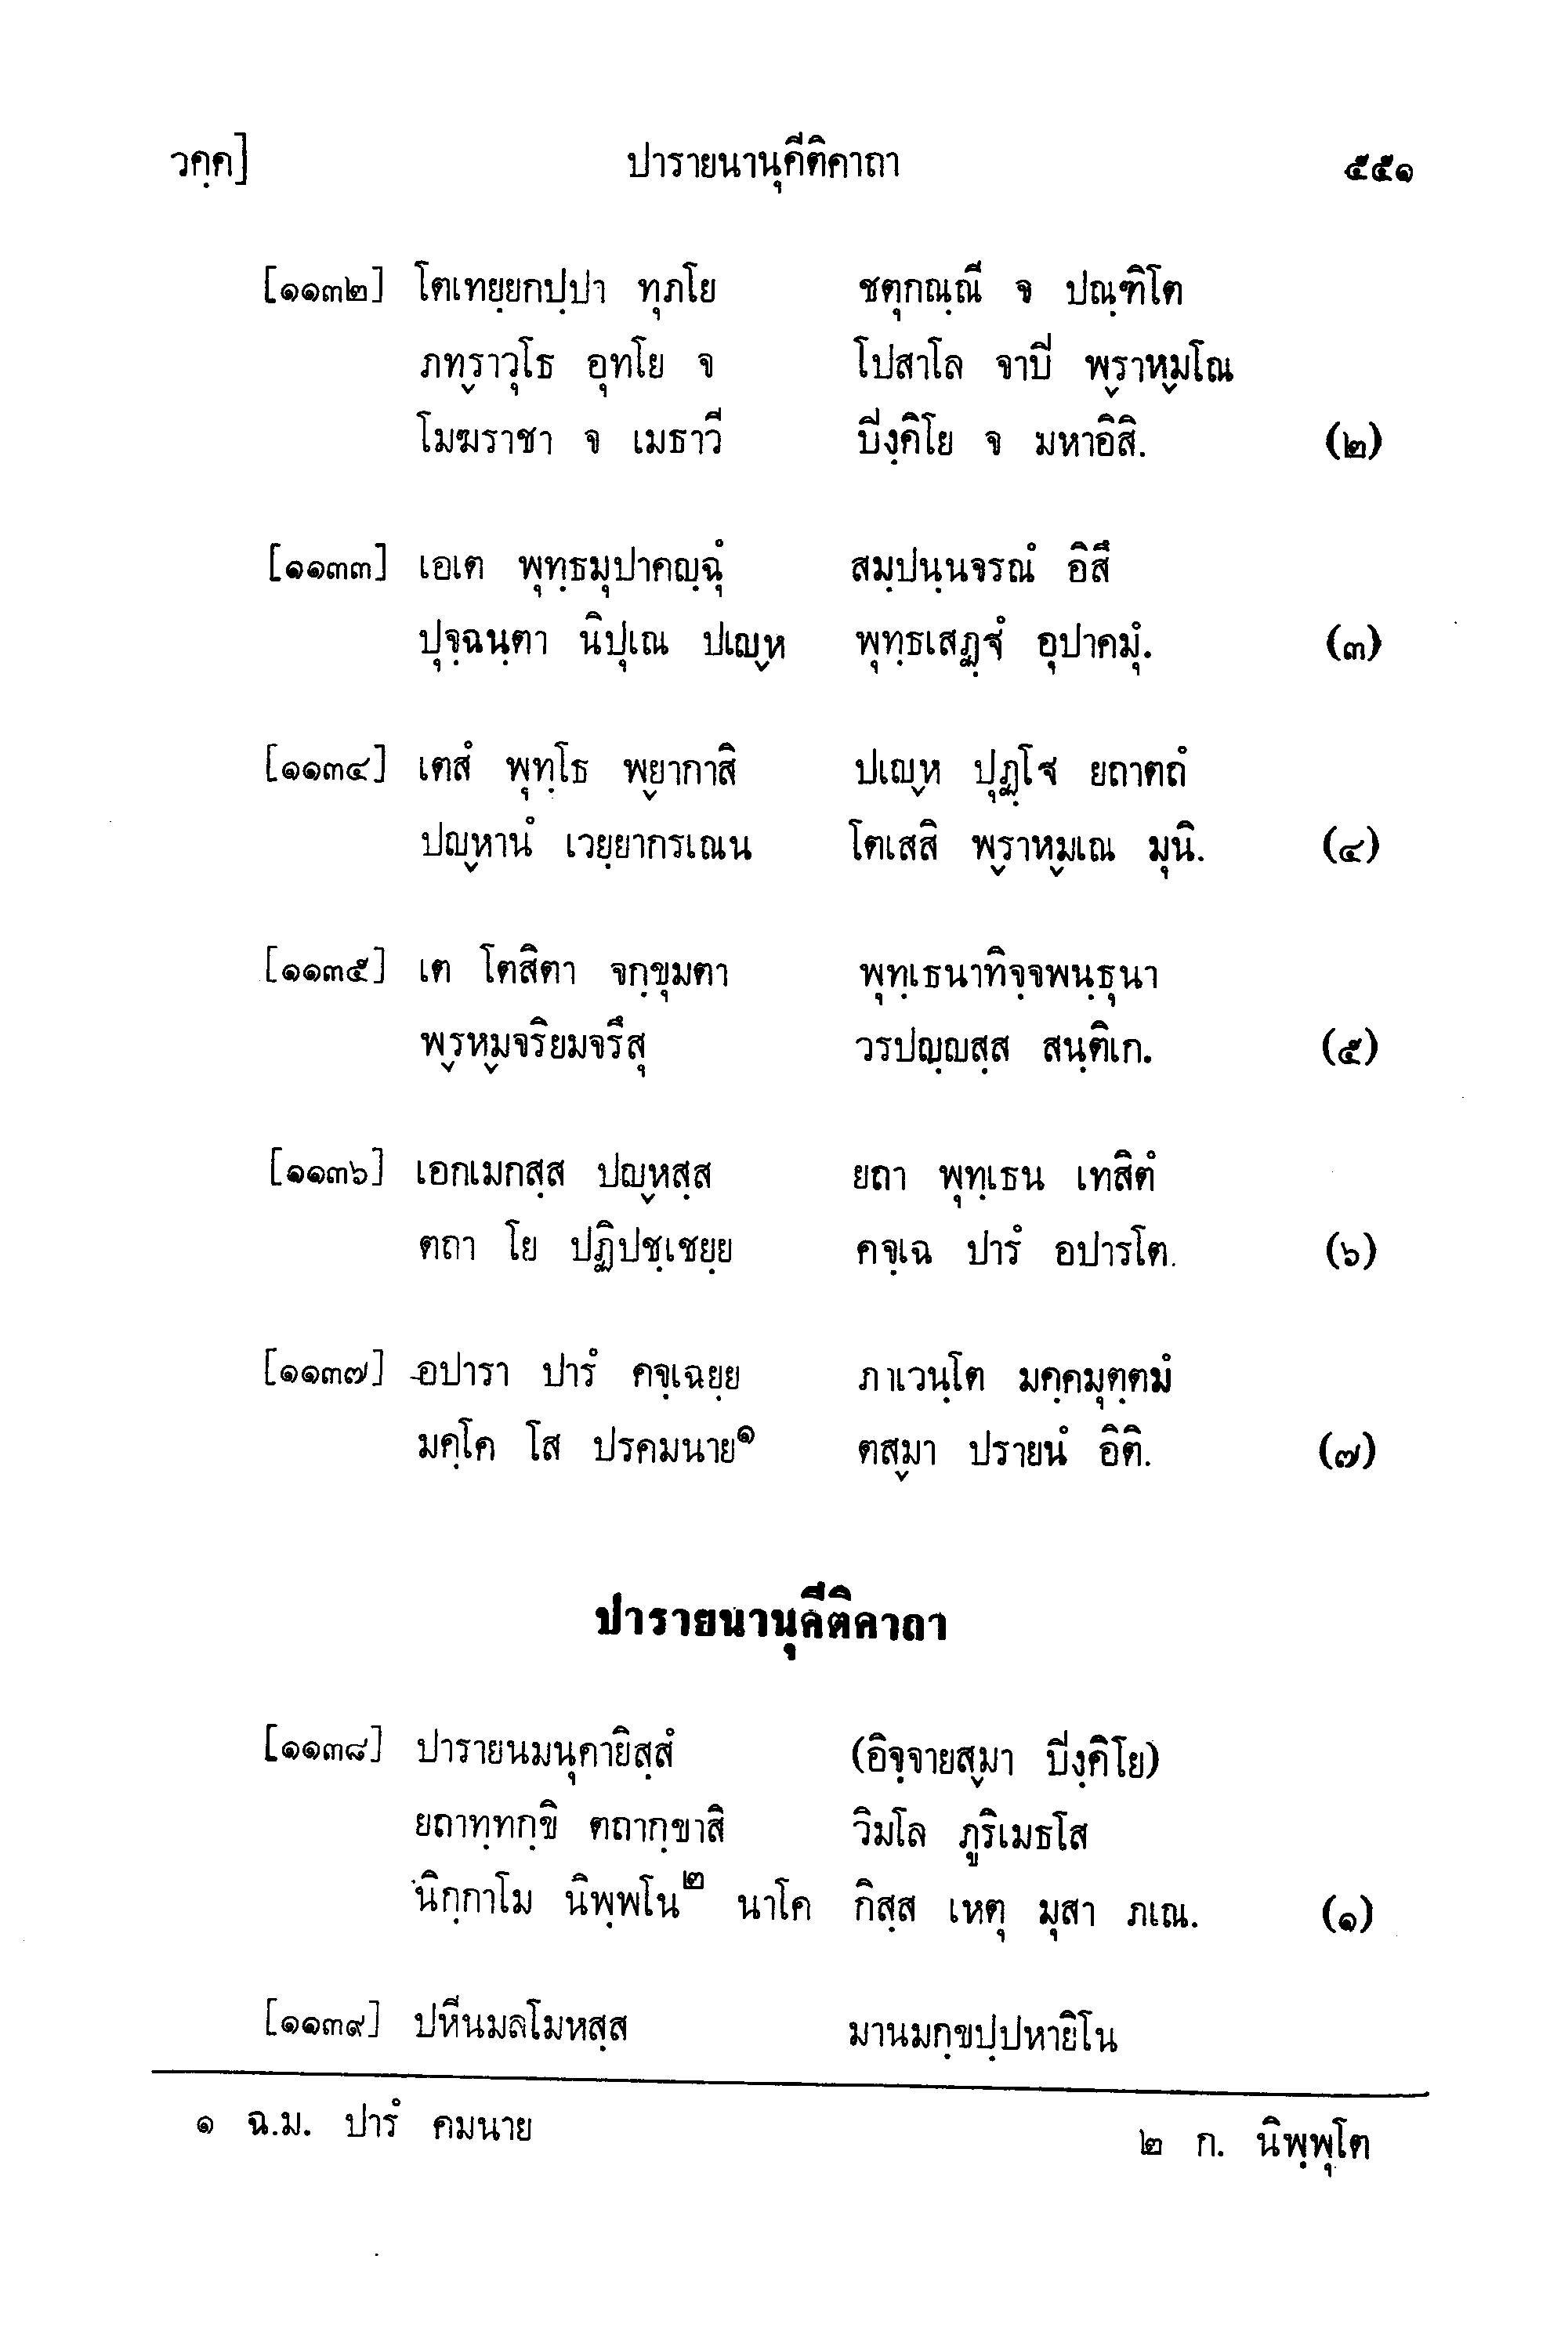 วคฺค] ปารายนานุคีติคาถา ๕๕๑
[๑๑๓๒] โตเทยฺยกปฺปา ทุภโย ชตุกณฺณี จ ปณฺฑิโต
ภท๎ราวุโธ อุทโย จ โปสาโล จาปิ พ๎ราห๎มโณ
โมฆราชา จ เมธาวี ปิงฺคิโย จ มหาอิสิ. (๒)
[๑๑๓๓] เอเต พุทฺธมุปาคญฺฉุํ สมฺปนฺนจรณํ อิสึ
ปุจฺฉนฺตา นิปุเณ ปเญ๎ห พุทฺธเสฏฺฐํ อุปาคมุํ. (๓)
[๑๑๓๔] เตสํ พุทฺโธ พ๎ยากาสิ ปเญ๎ห ปุฏฺโฐ ยถาตถํ
ปญ๎หานํ เวยฺยากรเณน โตเสสิ พ๎ราห๎มเณ มุนิ. (๔)
[๑๑๓๕] เต โตสิตา จกฺขุมตา พุทฺเธนาทิจฺจพนฺธุนา
พ๎รห๎มจริยมจรึสุ วรปญฺญสฺส สนฺติเก. (๕)
[๑๑๓๖] เอกเมกสฺส ปญ๎หสฺส ยถา พุทฺเธน เทสิตํ
ตถา โย ปฏิปชฺเชยฺย คจฺเฉ ปารํ อปารโต. (๖)
[๑๑๓๗] อปารา ปารํ คจฺเฉยฺย ภาเวนฺโต มคฺคมุตฺตมํ
มคฺโค โส ปรคมนาย๑ ตส๎มา ปรายนํ อิติ. (๗)
ปารายนานุคีติคาถา
[๑๑๓๘] ปารายนมนุคายิสฺสํ (อิจฺจายส๎มา ปิงฺคิโย)
ยถาทฺทกฺขิ ตถากฺขาสิ วิมโล ภูริเมธโส
นิกฺกาโม นิพฺพโน๒ นาโค กิสฺส เหตุ มุสา ภเณ. (๑)
[๑๑๓๙] ปหีนมลโมหสฺส มานมกฺขปฺปหายิโน
๑ ฉ.ม. ปารํ คมนาย ๒ ก. นิพฺพุโต